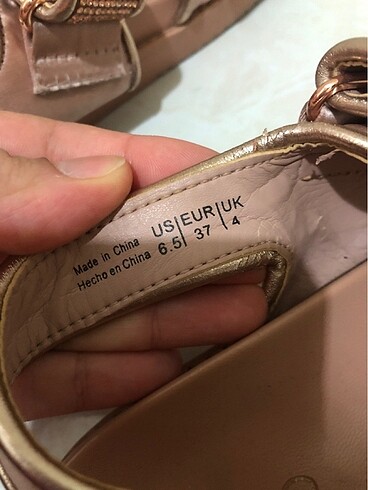 Made in China
Hecho en China
US|EUR|UK
6.5| 37 | 4